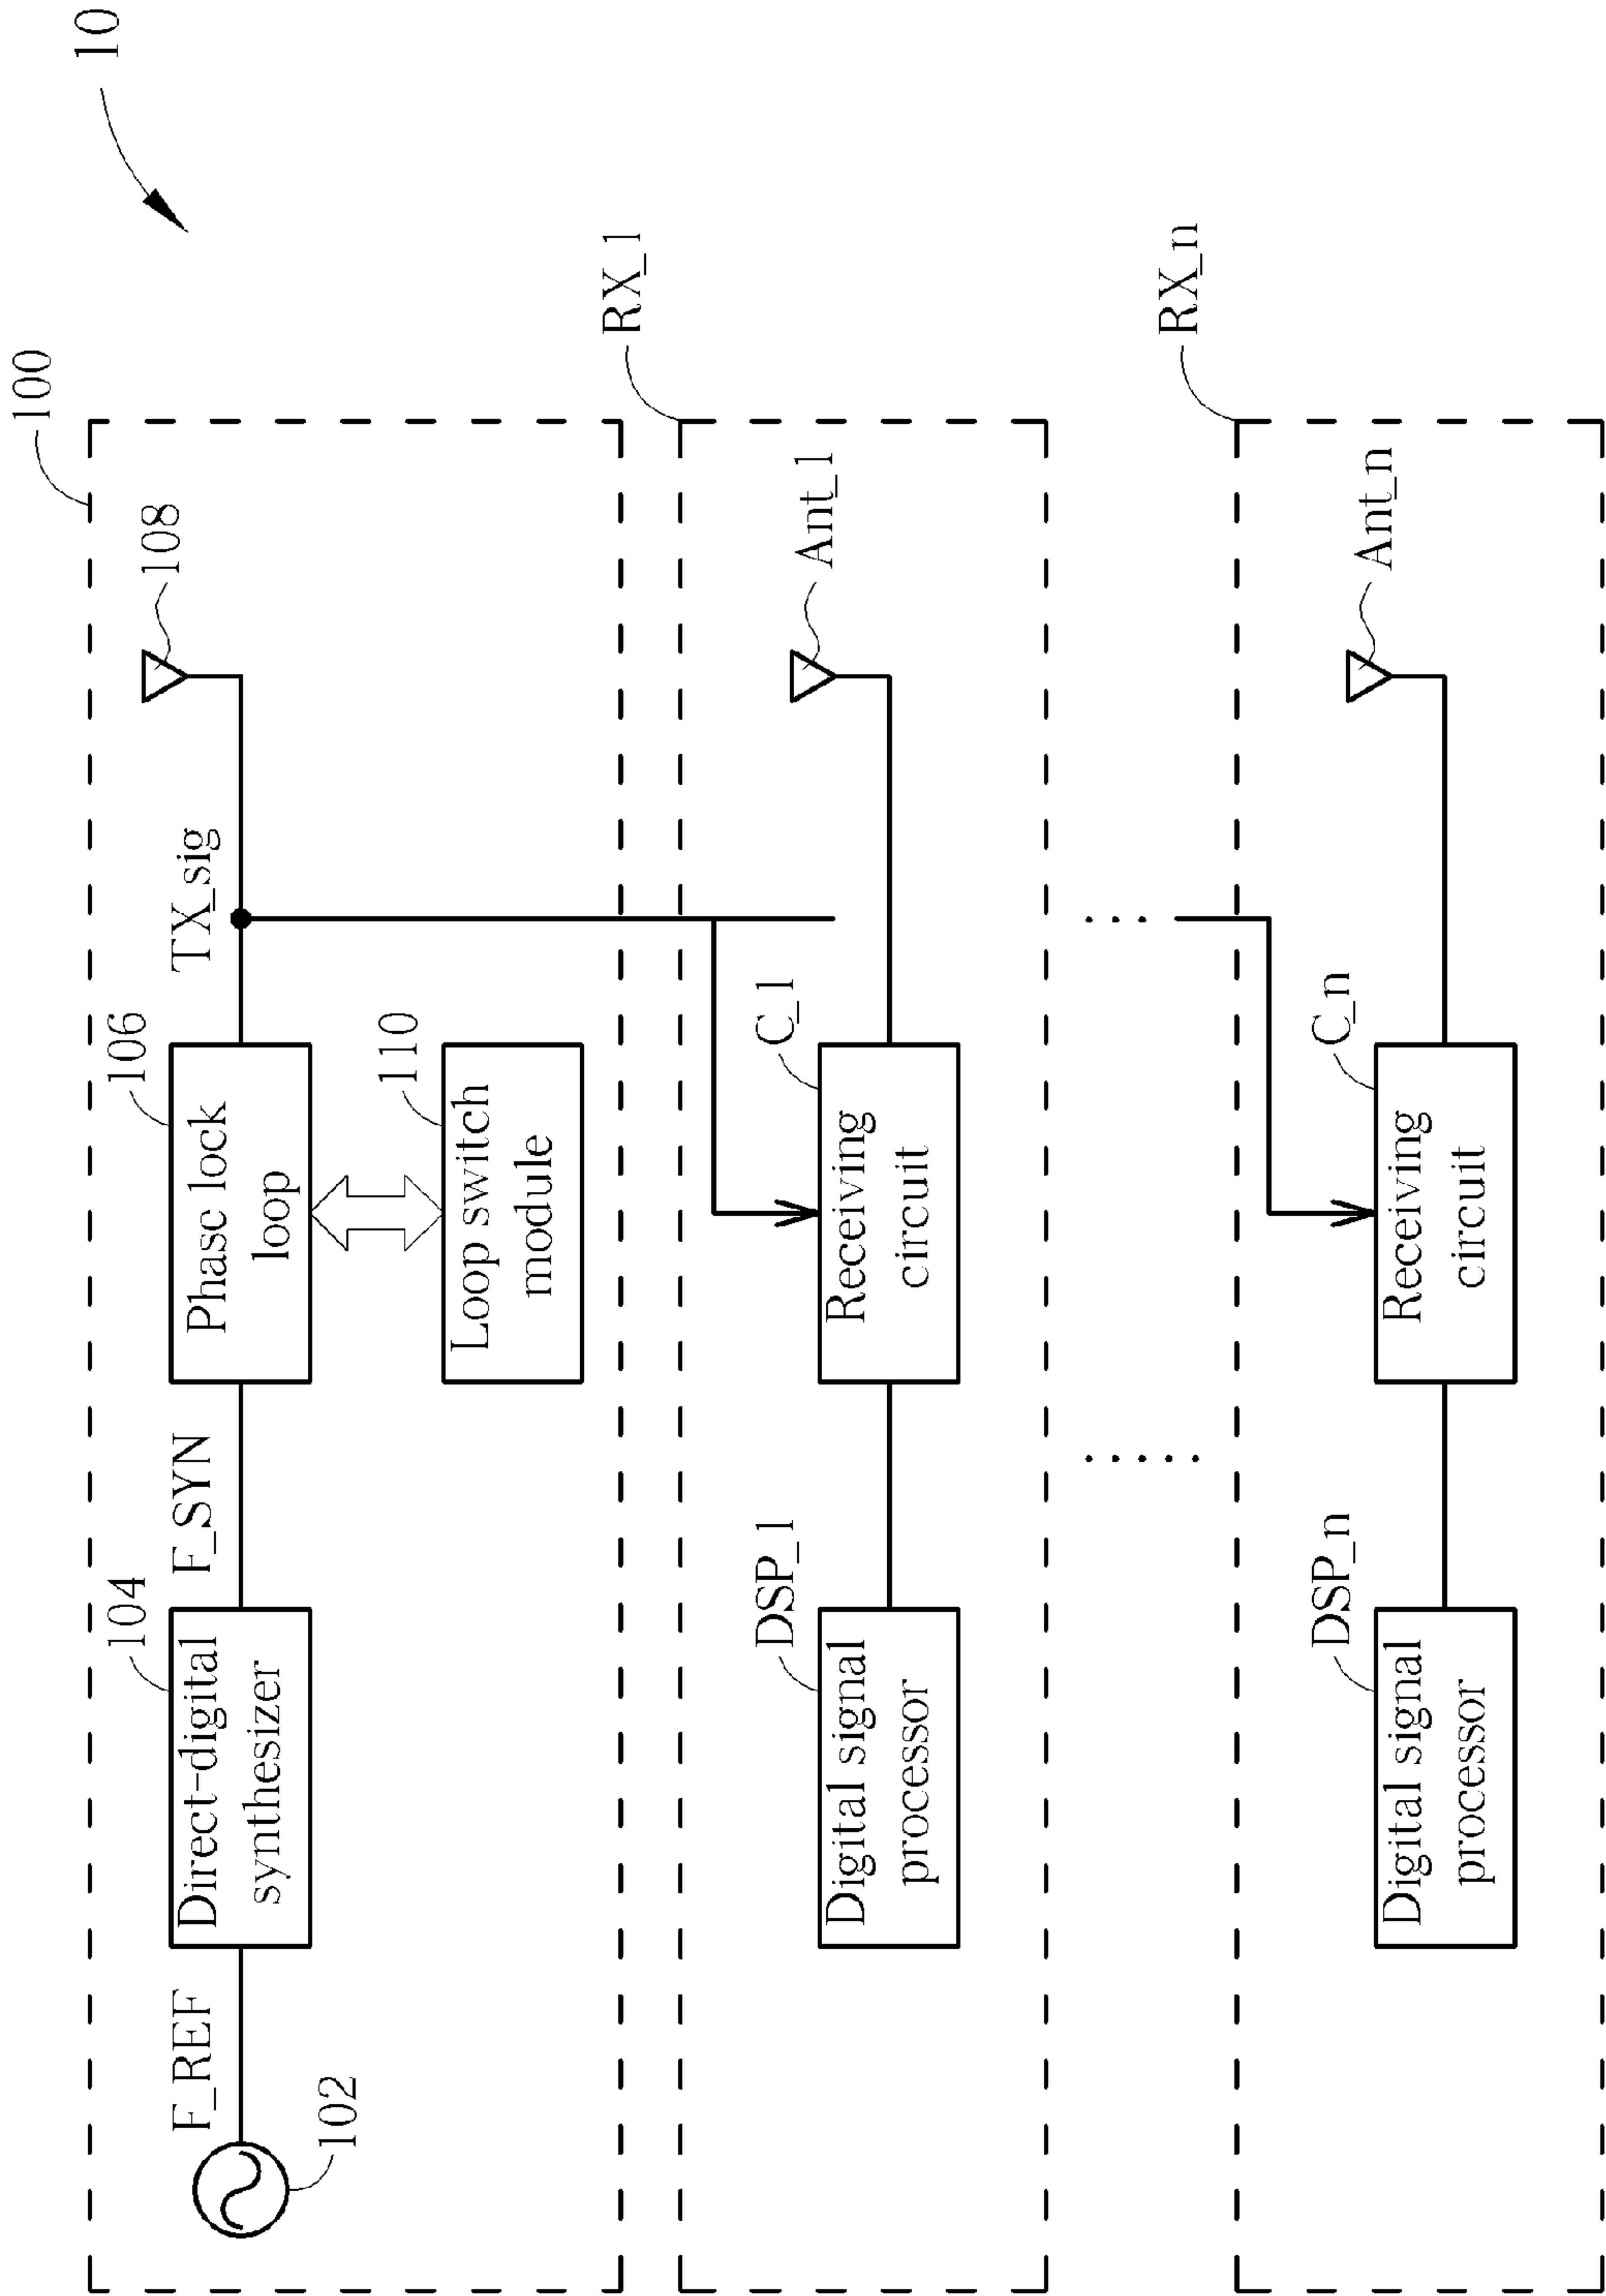 10
100
108
TX_sig
106
Phase lock
loop
110
Loop switch
module
F_SYN
104
Direct-digital
synthesizer
F_REF
102
RX_1
Ant_1
C_1
Receiving
circuit
DSP_1
Digital signal
processor
RX_n
Ant_n
C_n
Receiving
circuit
DSP_n
Digital signal
processor